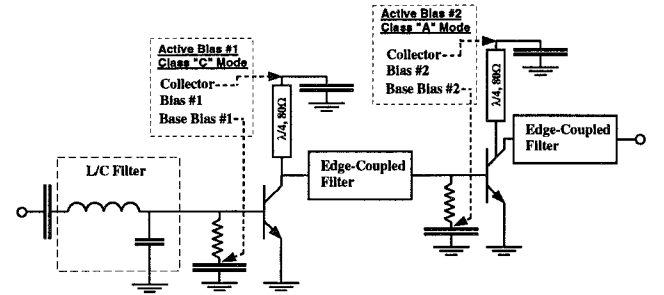 Active Bias #1
Class "C" Mode
Collector
Bias #1
Base Bias #1
λ/4, 80Ω
Active Bias #2
Class "A" Mode
Collector
Bias #2
Base Bias #2
λ/4, 80Ω
L/C Filter
Edge-Coupled
Filter
Edge-Coupled
Filter